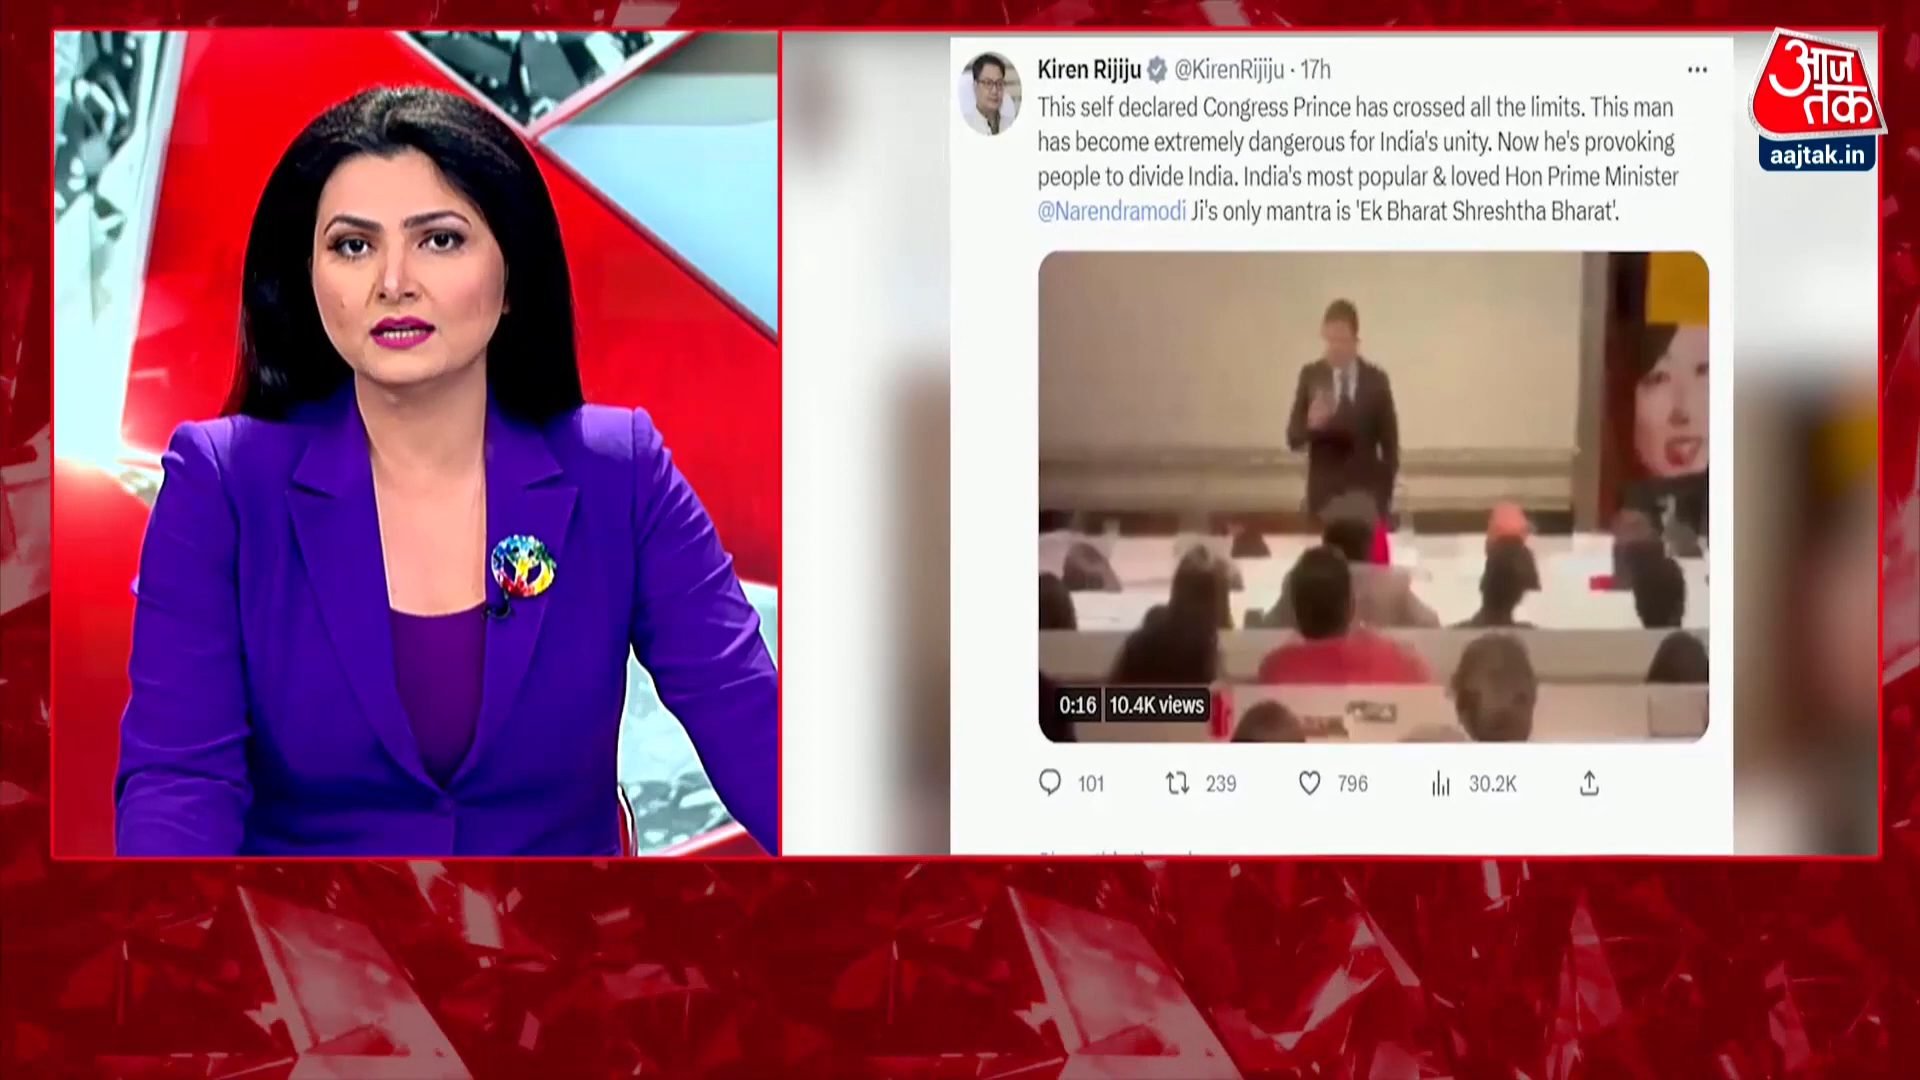 Kiren Rijiju @KirenRijiju · 17h
This self declared Congress Prince has crossed all the limits. This man
has become extremely dangerous for India's unity. Now he's provoking
people to divide India. India's most popular & loved Hon Prime Minister
@Narendramodi Ji's only mantra is 'Ek Bharat Shreshtha Bharat'.
0:16 10.4K views
101 239 796 30.2K
आज
तक
aajtak.in